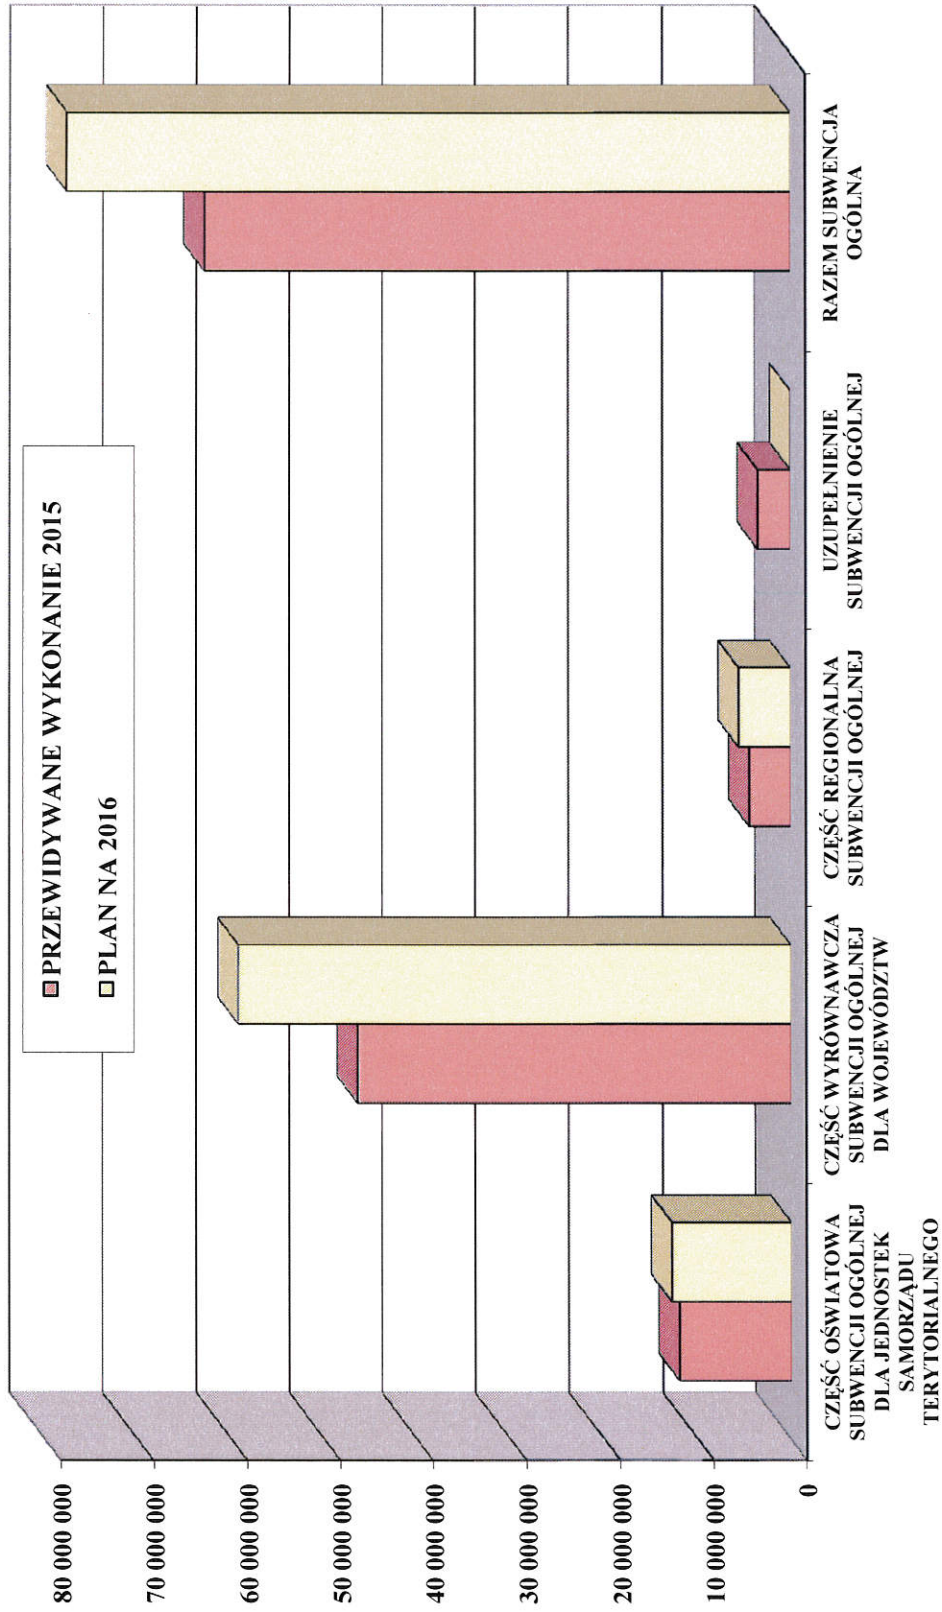 PRZEWIDYWANE WYKONANIE 2015
PLAN NA 2016
80 000 000
70 000 000
60 000 000
50 000 000
40 000 000
30 000 000
20 000 000
10 000 000
0
CZĘŚĆ OŚWIATOWA
SUBWENCJI OGÓLNEJ
DLA JEDNOSTEK
SAMORZĄDU
TERYTORIALNEGO
CZĘŚĆ WYRÓWNAWCZA
SUBWENCJI OGÓLNEJ
DLA WOJEWÓDZTW
CZĘŚĆ REGIONALNA
SUBWENCJI OGÓLNEJ
UZUPEŁNIENIE
SUBWENCJI OGÓLNEJ
RAZEM SUBWENCJA
OGÓLNA